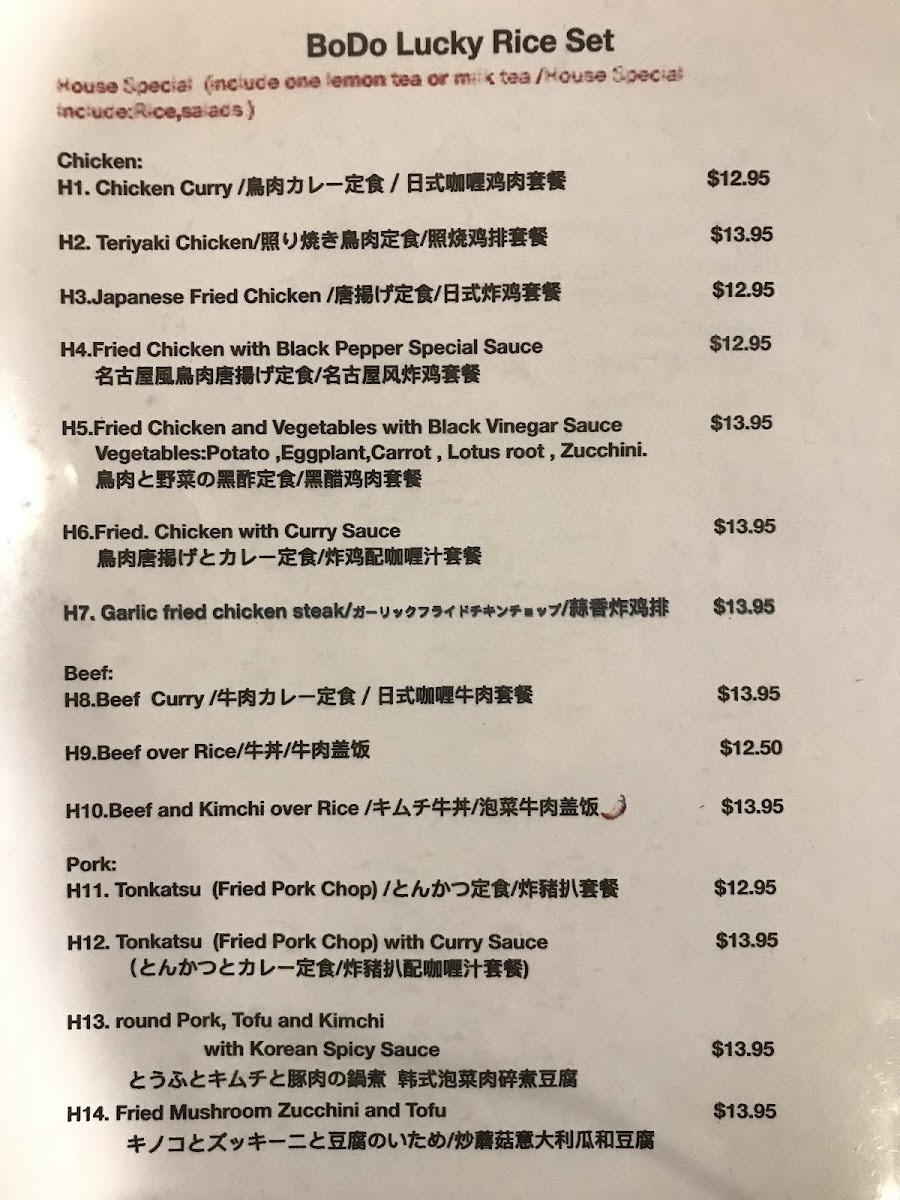 BoDo Lucky Rice Set
House Special (include one lemon tea or milk tea /House Special
include:Rice,salads )
Chicken:
H1. Chicken Curry /鳥肉カレー定食 / 日式咖喱鸡肉套餐 $12.95
H2. Teriyaki Chicken/照り焼き鳥肉定食/照烧鸡排套餐 $13.95
H3.Japanese Fried Chicken /唐揚げ定食/日式炸鸡套餐 $12.95
H4.Fried Chicken with Black Pepper Special Sauce $12.95
名古屋風鳥肉唐揚げ定食/名古屋风炸鸡套餐
H5.Fried Chicken and Vegetables with Black Vinegar Sauce $13.95
Vegetables:Potato ,Eggplant,Carrot , Lotus root , Zucchini.
鳥肉と野菜の黑酢定食/黑醋鸡肉套餐
H6.Fried. Chicken with Curry Sauce $13.95
鳥肉唐揚げとカレー定食/炸鸡配咖喱汁套餐
H7. Garlic fried chicken steak/ガーリックフライドチキンチョップ/蒜香炸鸡排 $13.95
Beef:
H8.Beef Curry /牛肉カレー定食 / 日式咖喱牛肉套餐 $13.95
H9.Beef over Rice/牛丼/牛肉盖饭 $12.50
H10.Beef and Kimchi over Rice /キムチ牛丼/泡菜牛肉盖饭🌶 $13.95
Pork:
H11. Tonkatsu (Fried Pork Chop) /とんかつ定食/炸豬扒套餐 $12.95
H12. Tonkatsu (Fried Pork Chop) with Curry Sauce $13.95
(とんかつとカレー定食/炸豬扒配咖喱汁套餐)
H13. round Pork, Tofu and Kimchi
with Korean Spicy Sauce $13.95
とうふとキムチと豚肉の鍋煮 韩式泡菜肉碎煮豆腐
H14. Fried Mushroom Zucchini and Tofu $13.95
キノコとズッキーニと豆腐のいため/炒蘑菇意大利瓜和豆腐